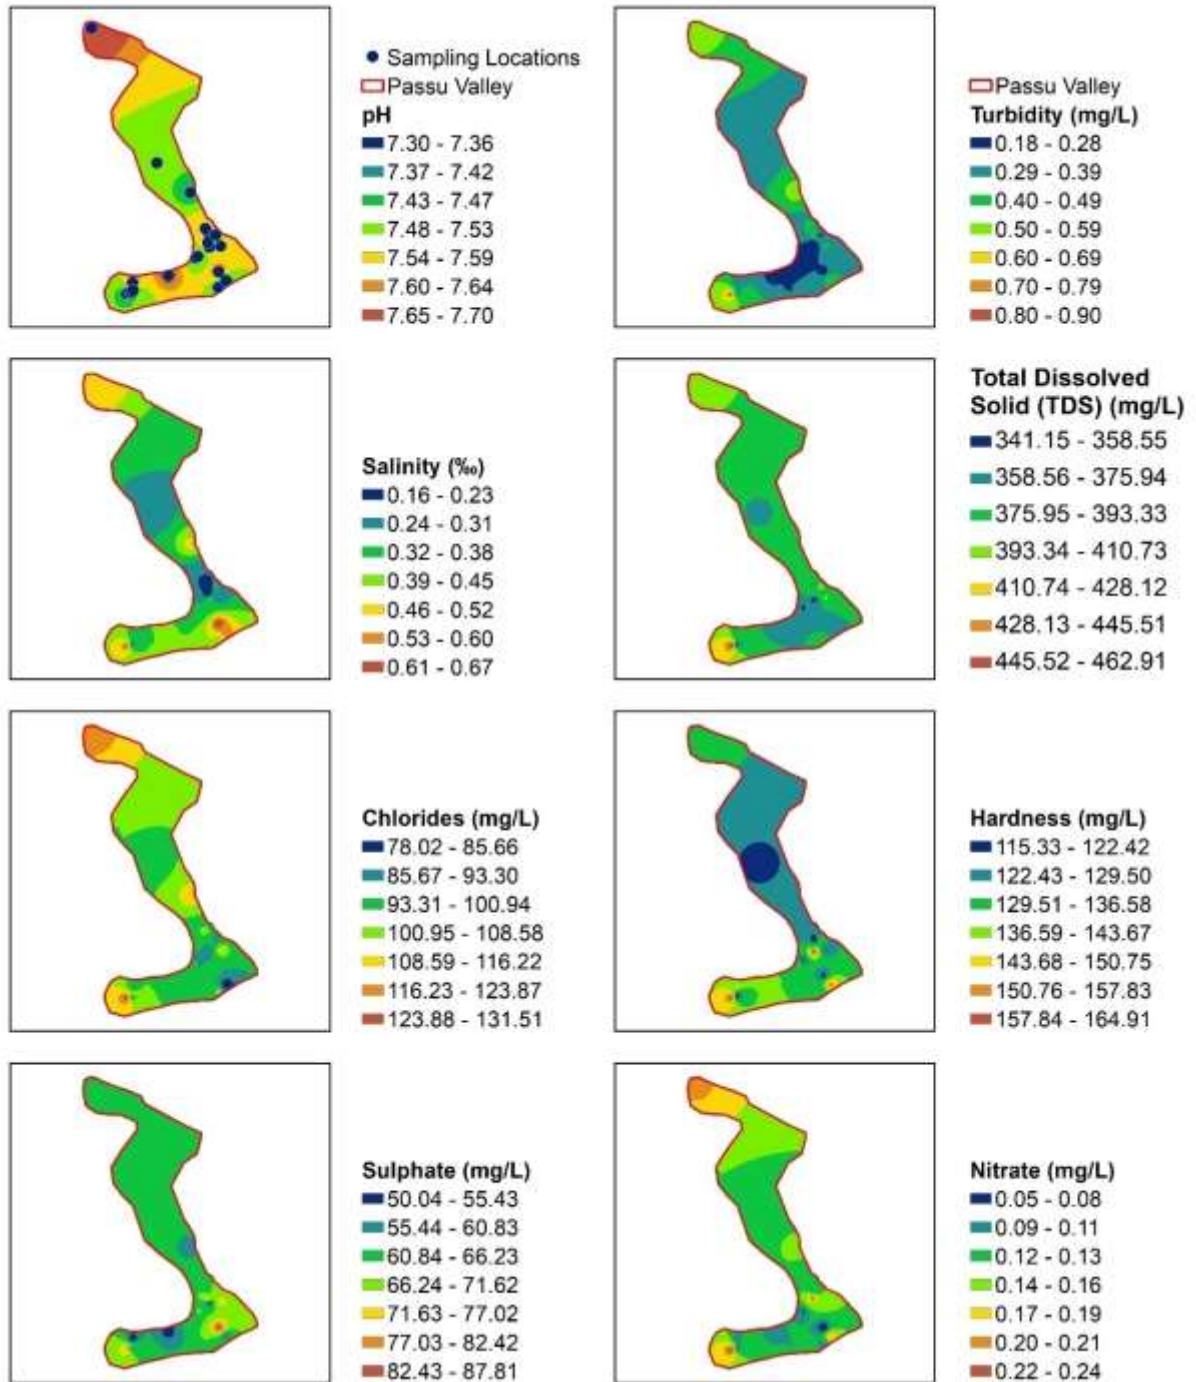 Sampling Locations
Passu Valley
pH
7.30 - 7.36
7.37 - 7.42
7.43 - 7.47
7.48 - 7.53
7.54 - 7.59
7.60 - 7.64
7.65 - 7.70
Passu Valley
Turbidity (mg/L)
0.18 - 0.28
0.29 - 0.39
0.40 - 0.49
0.50 - 0.59
0.60 - 0.69
0.70 - 0.79
0.80 - 0.90
Salinity (‰)
0.16 - 0.23
0.24 - 0.31
0.32 - 0.38
0.39 - 0.45
0.46 - 0.52
0.53 - 0.60
0.61 - 0.67
Total Dissolved
Solid (TDS) (mg/L)
341.15 - 358.55
358.56 - 375.94
375.95 - 393.33
393.34 - 410.73
410.74 - 428.12
428.13 - 445.51
445.52 - 462.91
Chlorides (mg/L)
78.02 - 85.66
85.67 - 93.30
93.31 - 100.94
100.95 - 108.58
108.59 - 116.22
116.23 - 123.87
123.88 - 131.51
Hardness (mg/L)
115.33 - 122.42
122.43 - 129.50
129.51 - 136.58
136.59 - 143.67
143.68 - 150.75
150.76 - 157.83
157.84 - 164.91
Sulphate (mg/L)
50.04 - 55.43
55.44 - 60.83
60.84 - 66.23
66.24 - 71.62
71.63 - 77.02
77.03 - 82.42
82.43 - 87.81
Nitrate (mg/L)
0.05 - 0.08
0.09 - 0.11
0.12 - 0.13
0.14 - 0.16
0.17 - 0.19
0.20 - 0.21
0.22 - 0.24